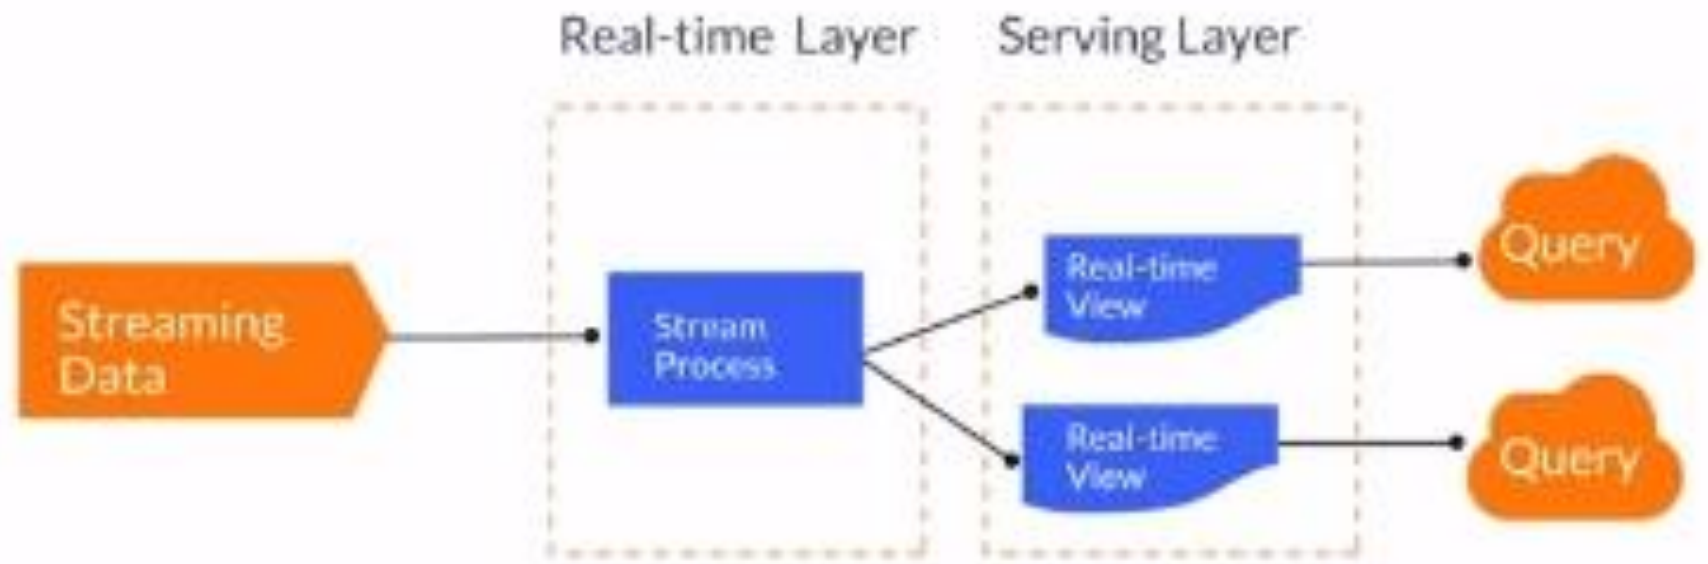 Real-time Layer
Serving Layer
Streaming
Data
Stream
Process
Real-time
View
Real-time
View
Query
Query